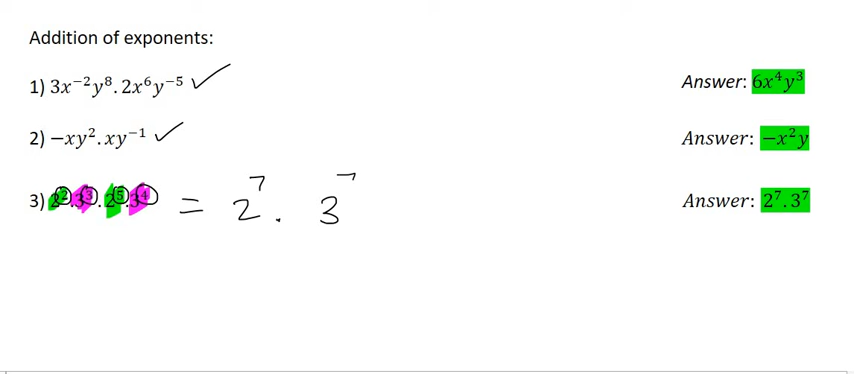 Addition of exponents:
1) 3x⁻²y⁸. 2x⁶y⁻⁵ ✓ Answer: 6x⁴y³
2) −xy². xy⁻¹ ✓ Answer: −x²y
3) 2².3³. 2⁵.3⁴ = 2⁷ . 3⁷ Answer: 2⁷. 3⁷